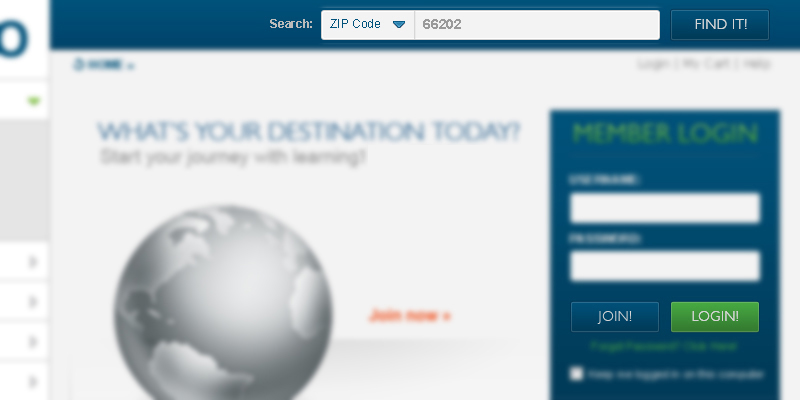 Search: ZIP Code 66202 FIND IT!
HOME »
Login | My Cart | Help
WHAT'S YOUR DESTINATION TODAY?
Start your journey with learning!
Join now »
MEMBER LOGIN
USERNAME:
PASSWORD:
JOIN! LOGIN!
Forgot Password? Click Here!
Keep me logged in on this computer